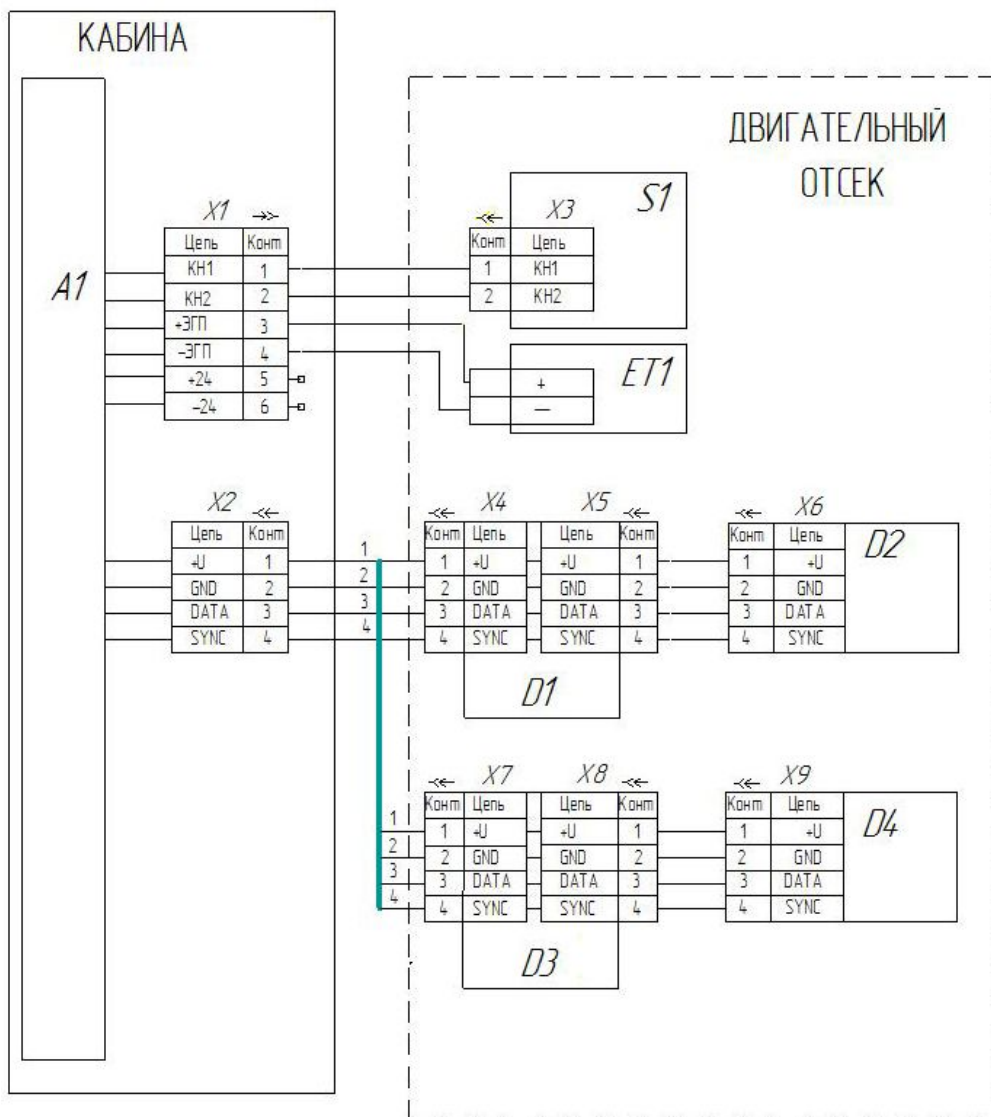 КАБИНА
ДВИГАТЕЛЬНЫЙ
ОТСЕК
A1
X1
Цепь Конт
КН1 1
КН2 2
+ЭГП 3
-ЭГП 4
+24 5
-24 6
X3
S1
Конт Цепь
1 КН1
2 КН2
ET1
+
—
X2
Цепь Конт
+U 1
GND 2
DATA 3
SYNC 4
1
2
3
4
X4
Конт Цепь
1 +U
2 GND
3 DATA
4 SYNC
X5
Цепь Конт
+U 1
GND 2
DATA 3
SYNC 4
D1
X6
Конт Цепь
1 +U
2 GND
3 DATA
4 SYNC
D2
1
2
3
4
X7
Конт Цепь
1 +U
2 GND
3 DATA
4 SYNC
X8
Цепь Конт
+U 1
GND 2
DATA 3
SYNC 4
D3
X9
Конт Цепь
1 +U
2 GND
3 DATA
4 SYNC
D4